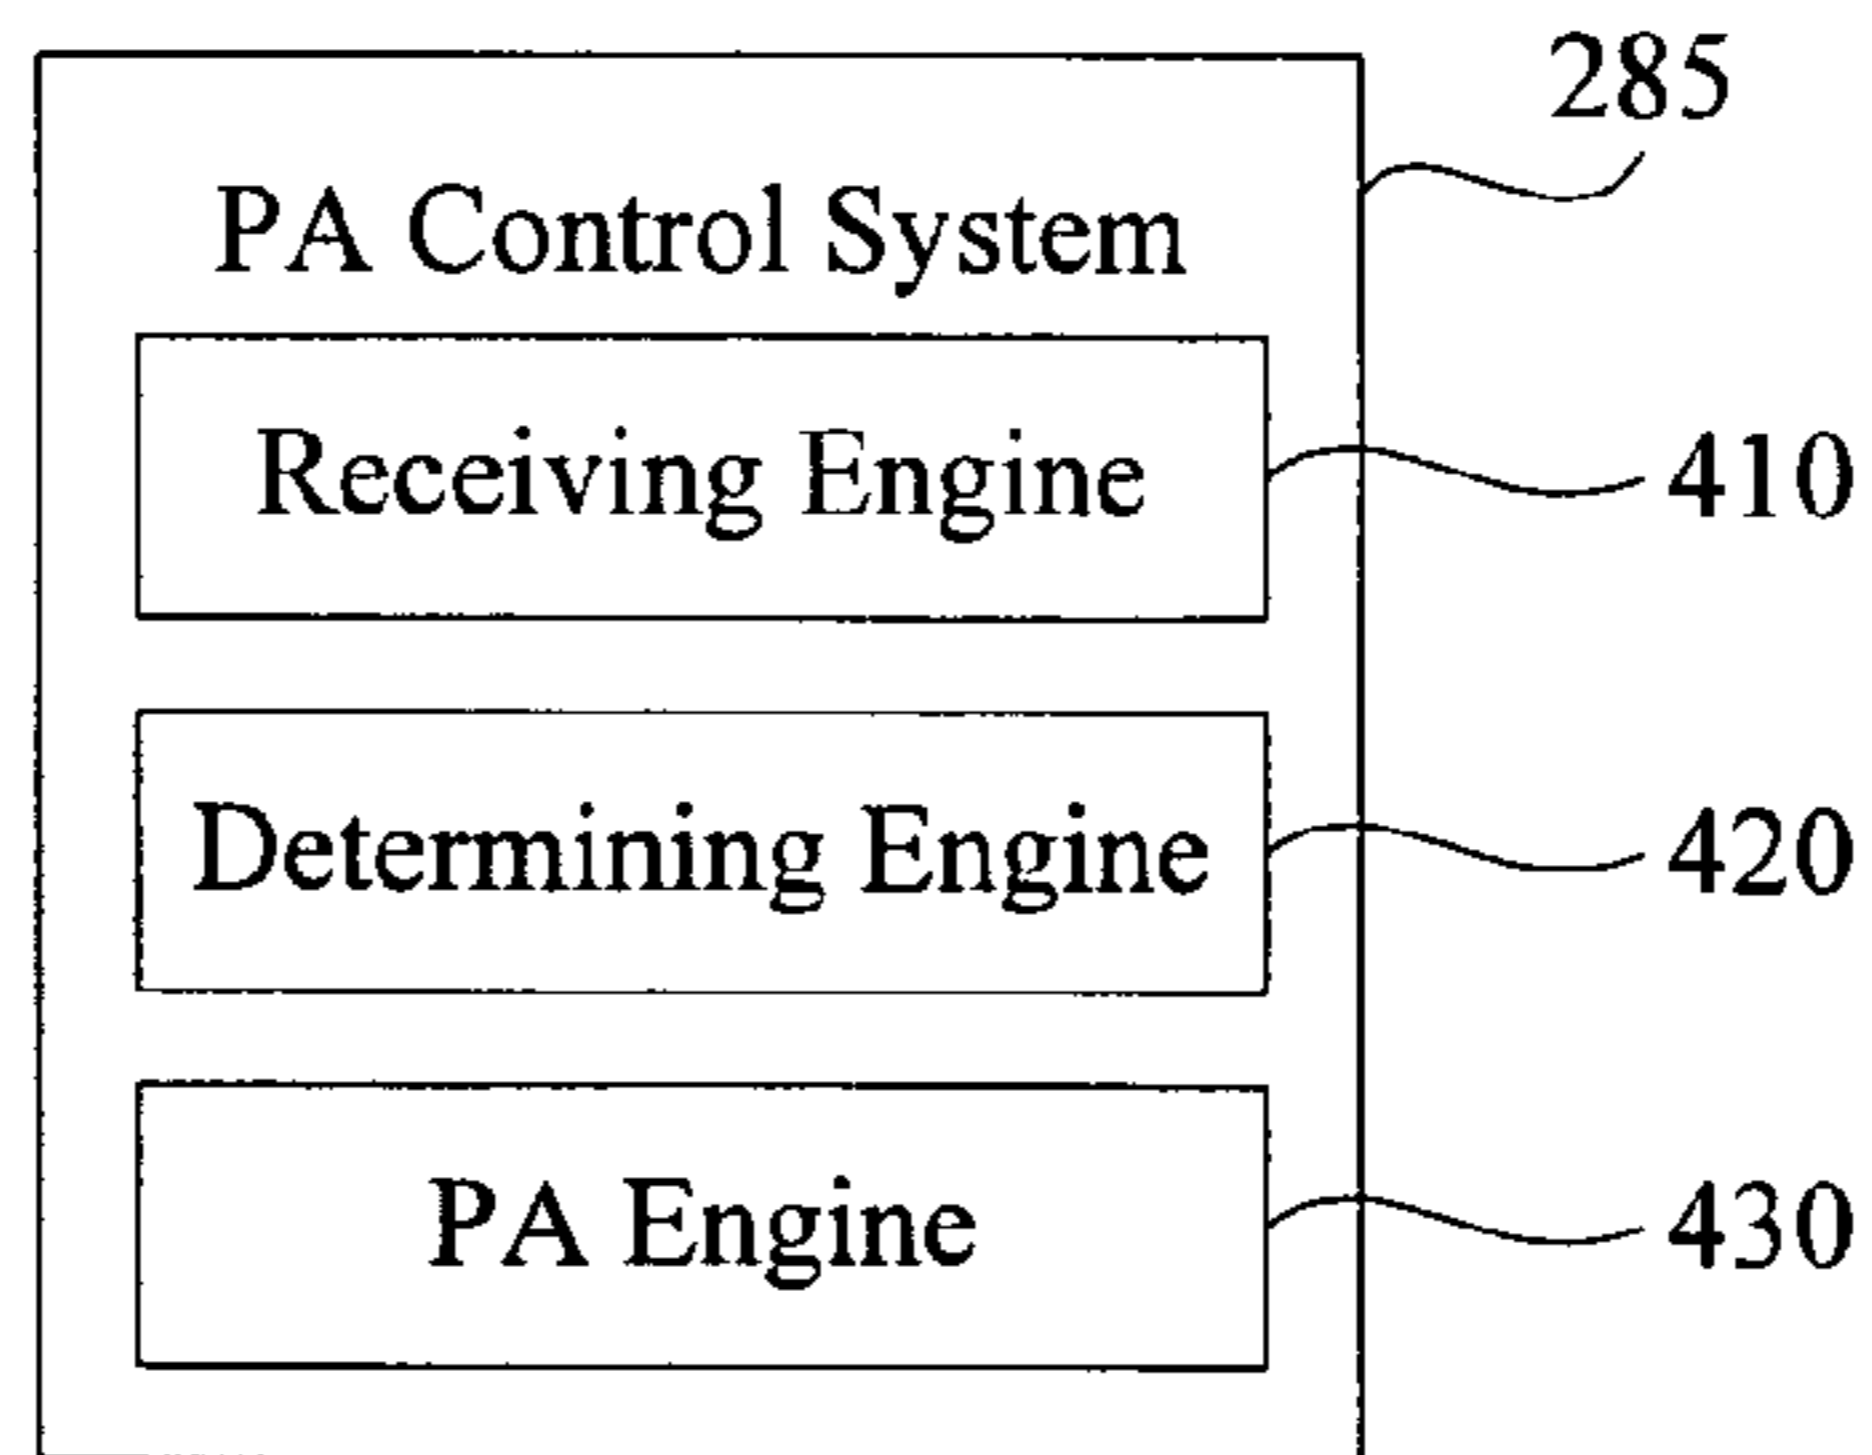 285
PA Control System
Receiving Engine
410
Determining Engine
420
PA Engine
430